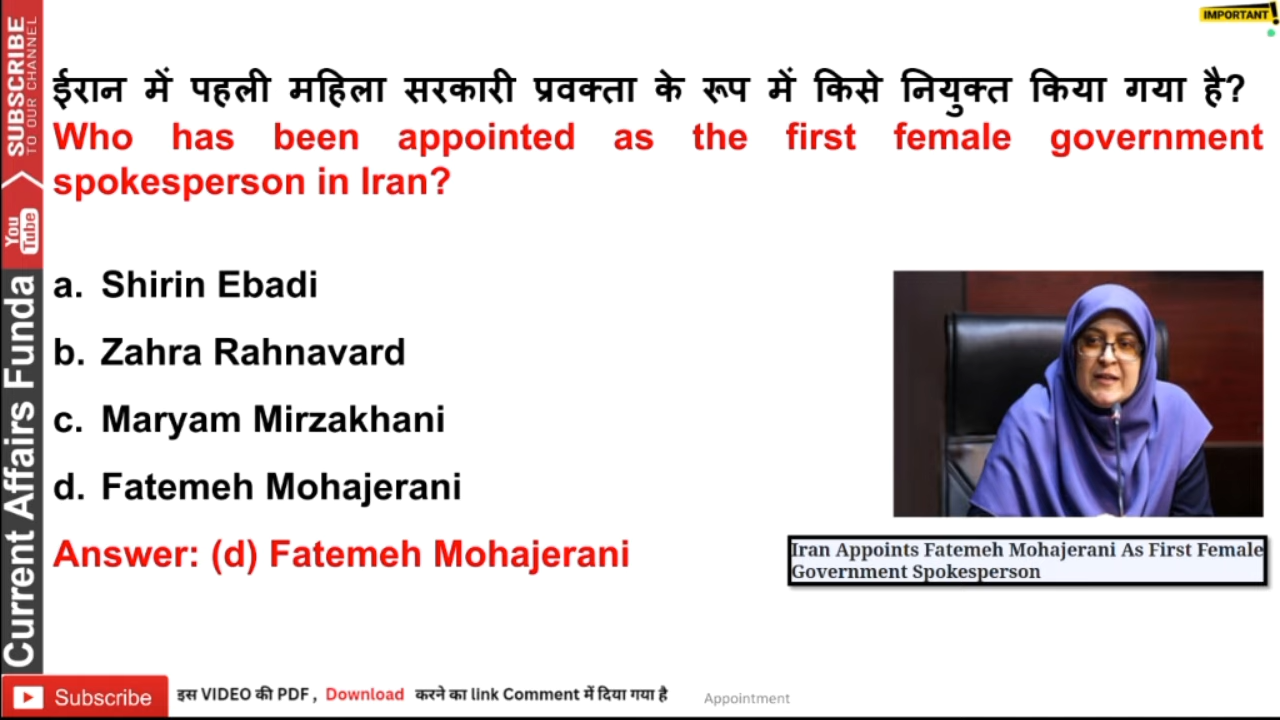 IMPORTANT!
ईरान में पहली महिला सरकारी प्रवक्ता के रूप में किसे नियुक्त किया गया है?
Who has been appointed as the first female government
spokesperson in Iran?
a. Shirin Ebadi
b. Zahra Rahnavard
c. Maryam Mirzakhani
d. Fatemeh Mohajerani
Answer: (d) Fatemeh Mohajerani
Iran Appoints Fatemeh Mohajerani As First Female
Government Spokesperson
SUBSCRIBE
TO OUR CHANNEL
You
Tube
Current Affairs Funda
Subscribe
इस VIDEO की PDF , Download करने का link Comment में दिया गया है
Appointment